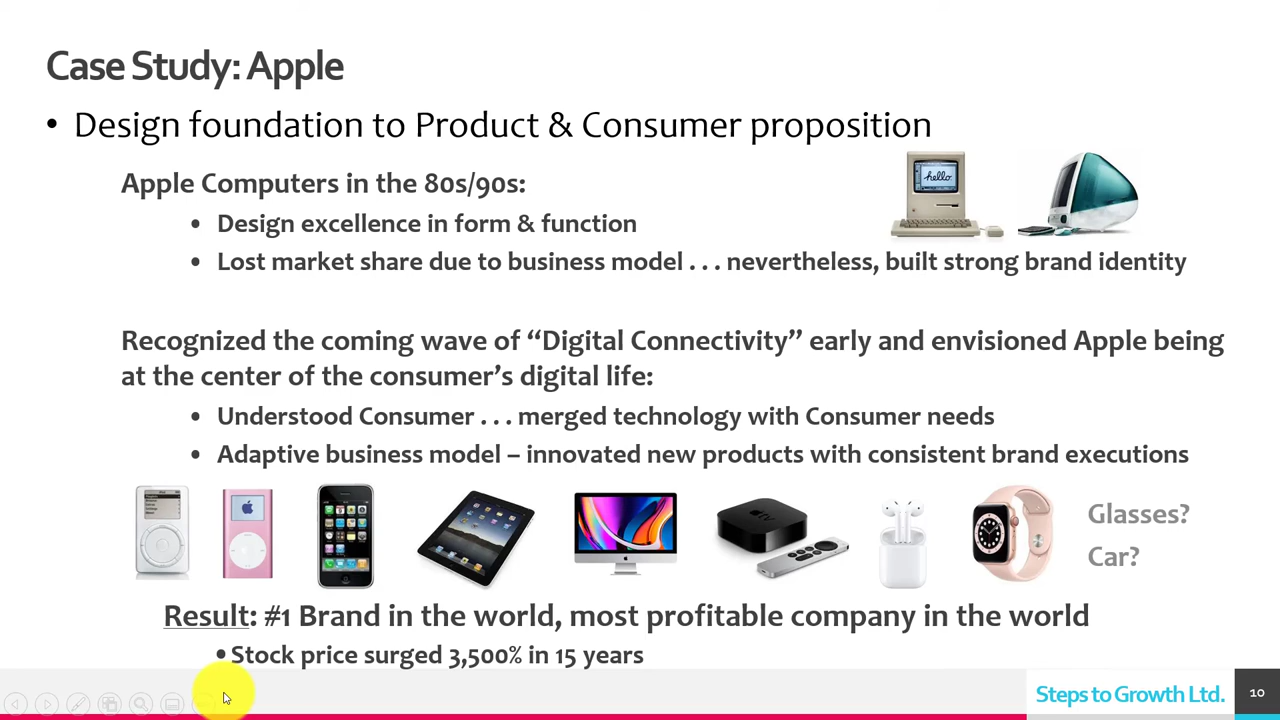 Case Study: Apple
• Design foundation to Product & Consumer proposition
Apple Computers in the 80s/90s:
• Design excellence in form & function
• Lost market share due to business model . . . nevertheless, built strong brand identity
hello.
Recognized the coming wave of “Digital Connectivity” early and envisioned Apple being
at the center of the consumer’s digital life:
• Understood Consumer . . . merged technology with Consumer needs
• Adaptive business model – innovated new products with consistent brand executions
tv
Glasses?
Car?
Result: #1 Brand in the world, most profitable company in the world
•Stock price surged 3,500% in 15 years
Steps to Growth Ltd.
10